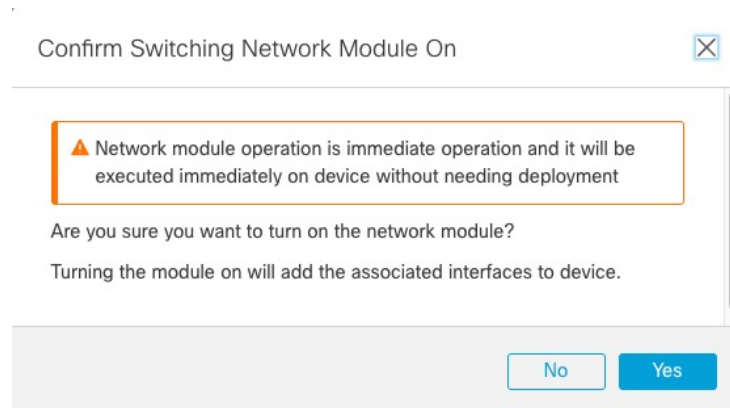 Confirm Switching Network Module On
Network module operation is immediate operation and it will be
executed immediately on device without needing deployment
Are you sure you want to turn on the network module?
Turning the module on will add the associated interfaces to device.
No
Yes